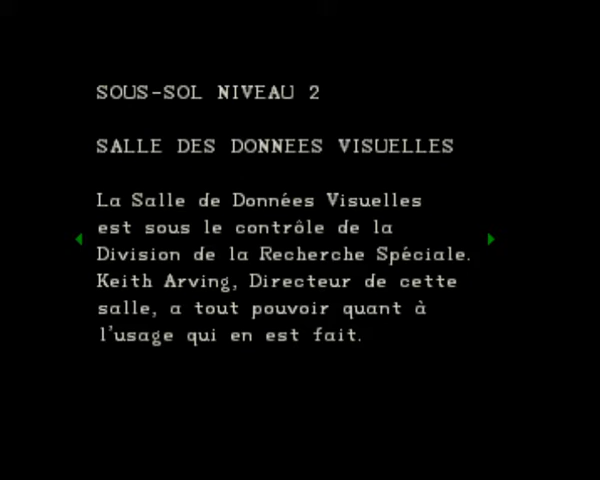 SOUS-SOL NIVEAU 2
SALLE DES DONNEES VISUELLES
La Salle de Données Visuelles
est sous le contrôle de la
Division de la Recherche Spéciale.
Keith Arving, Directeur de cette
salle, a tout pouvoir quant à
l'usage qui en est fait.